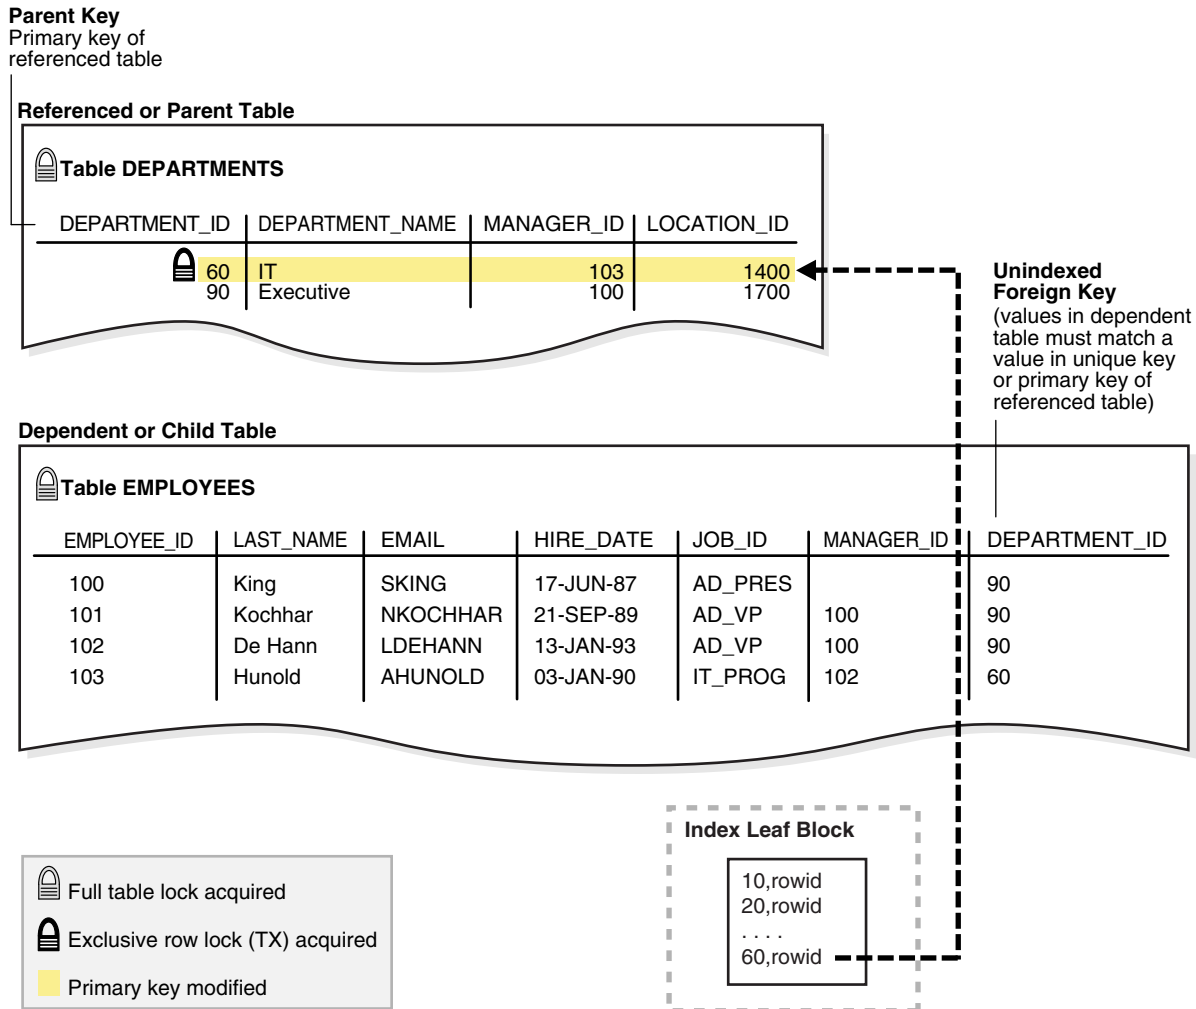 Parent Key
Primary key of
referenced table
Referenced or Parent Table
Table DEPARTMENTS
DEPARTMENT_ID DEPARTMENT_NAME MANAGER_ID LOCATION_ID
60 IT 103 1400
90 Executive 100 1700
Unindexed
Foreign Key
(values in dependent
table must match a
value in unique key
or primary key of
referenced table)
Dependent or Child Table
Table EMPLOYEES
EMPLOYEE_ID LAST_NAME EMAIL HIRE_DATE JOB_ID MANAGER_ID DEPARTMENT_ID
100 King SKING 17-JUN-87 AD_PRES 90
101 Kochhar NKOCHHAR 21-SEP-89 AD_VP 100 90
102 De Hann LDEHANN 13-JAN-93 AD_VP 100 90
103 Hunold AHUNOLD 03-JAN-90 IT_PROG 102 60
Index Leaf Block
10,rowid
20,rowid
. . . .
60,rowid
Full table lock acquired
Exclusive row lock (TX) acquired
Primary key modified